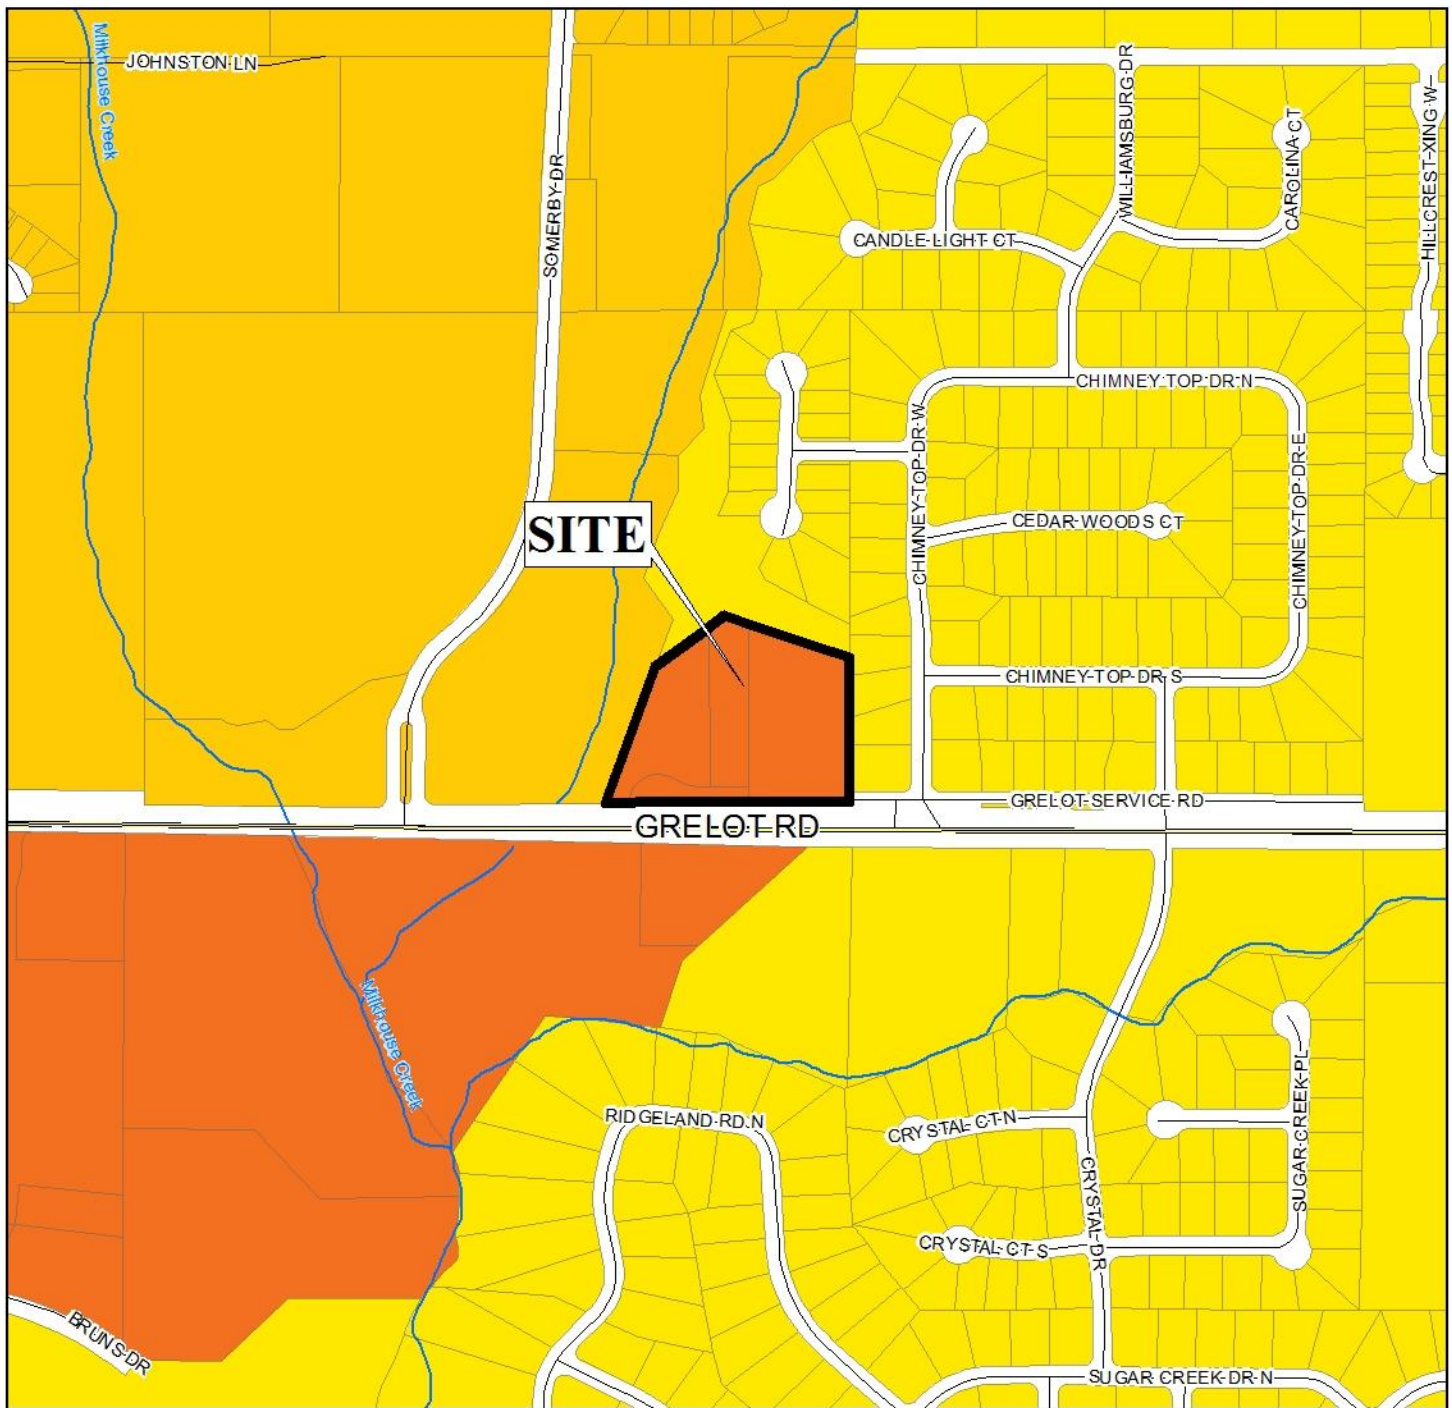 JOHNSTON LN
Milkhouse Creek
SOMERBY DR
WILLIAMSBURG DR
CAROLINA CT
HILLCREST XING W
CANDLE LIGHT CT
CHIMNEY TOP DR N
CHIMNEY TOP DR W
CHIMNEY TOP DR E
CEDAR WOODS CT
SITE
CHIMNEY TOP DR S
GRELOT SERVICE RD
GRELOT RD
Milkhouse Creek
RIDGELAND RD N
CRYSTAL CT N
SUGAR CREEK PL
CRYSTAL DR
CRYSTAL CT S
BRUNS DR
SUGAR CREEK DR N